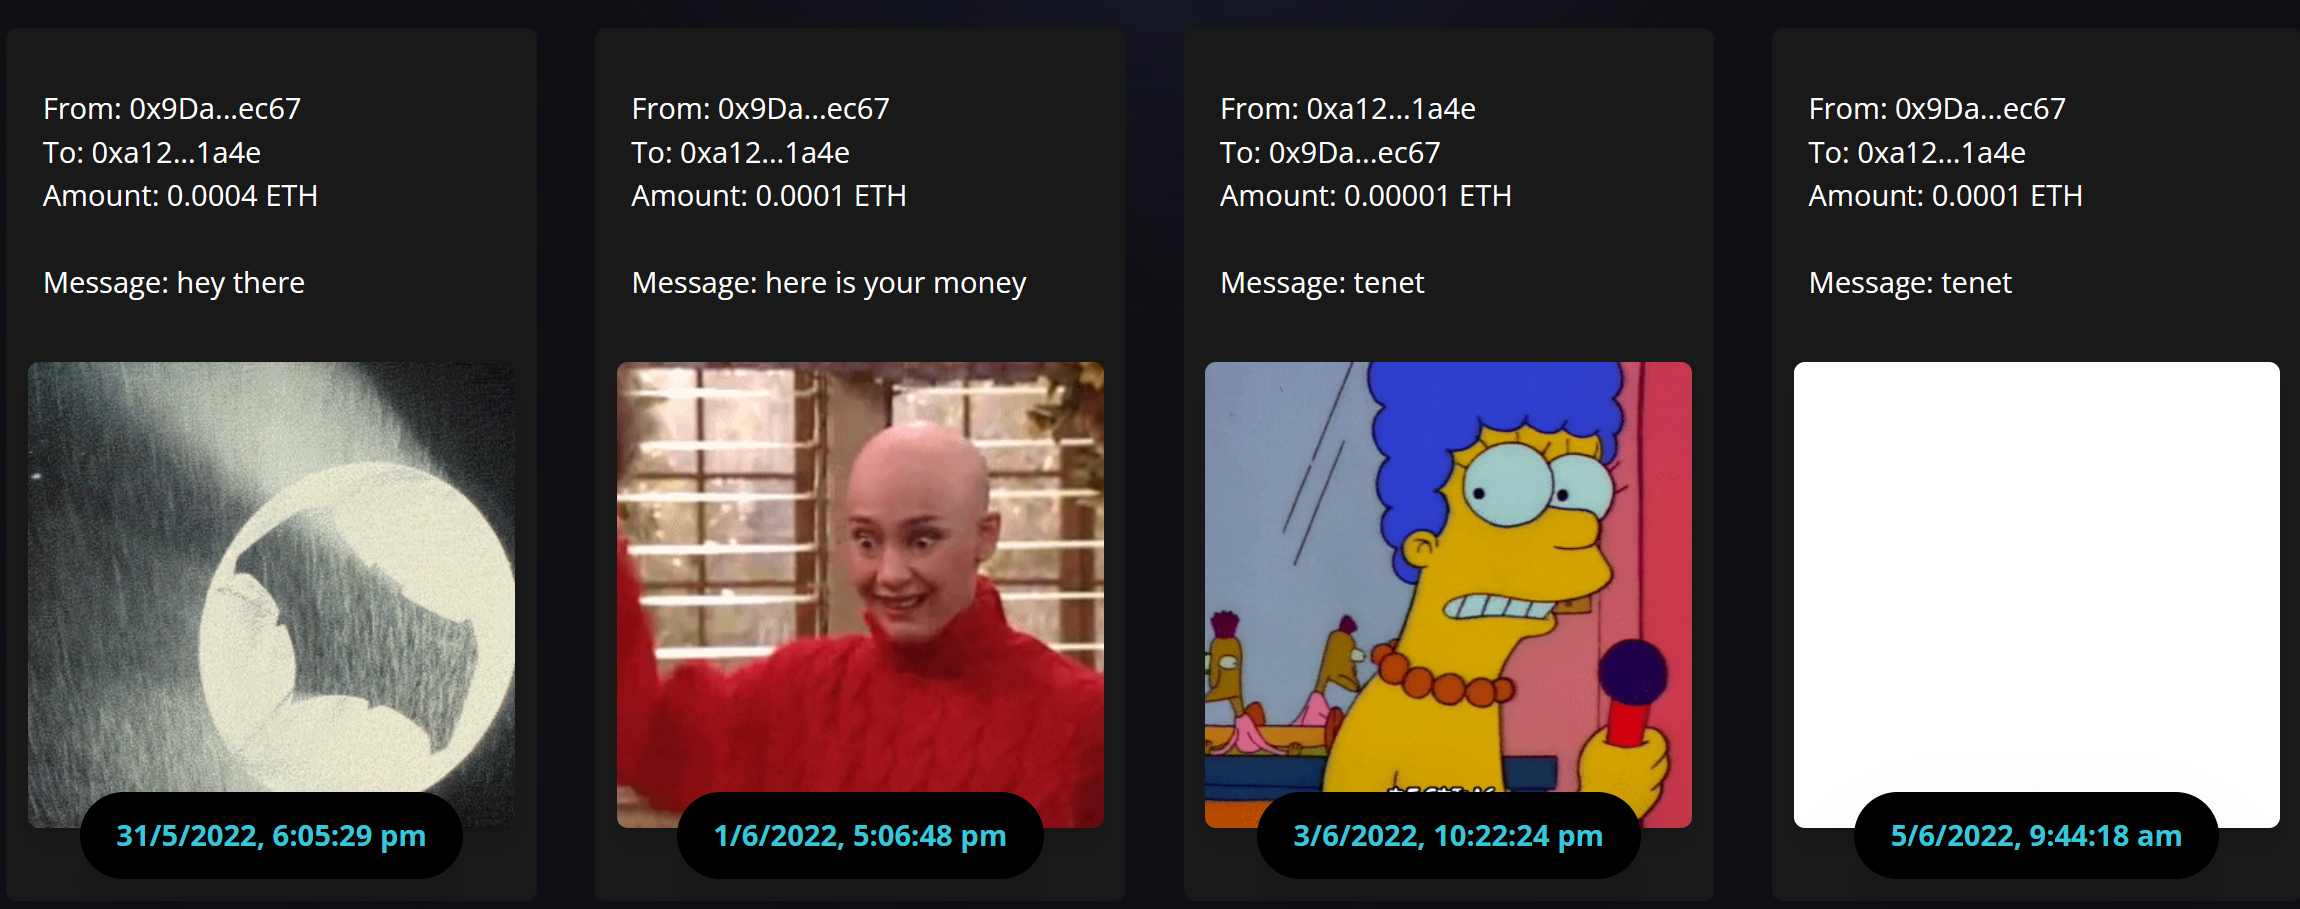 From: 0x9Da...ec67
To: 0xa12...1a4e
Amount: 0.0004 ETH
Message: hey there
31/5/2022, 6:05:29 pm
From: 0x9Da...ec67
To: 0xa12...1a4e
Amount: 0.0001 ETH
Message: here is your money
1/6/2022, 5:06:48 pm
From: 0xa12...1a4e
To: 0x9Da...ec67
Amount: 0.00001 ETH
Message: tenet
3/6/2022, 10:22:24 pm
From: 0x9Da...ec67
To: 0xa12...1a4e
Amount: 0.0001 ETH
Message: tenet
5/6/2022, 9:44:18 am